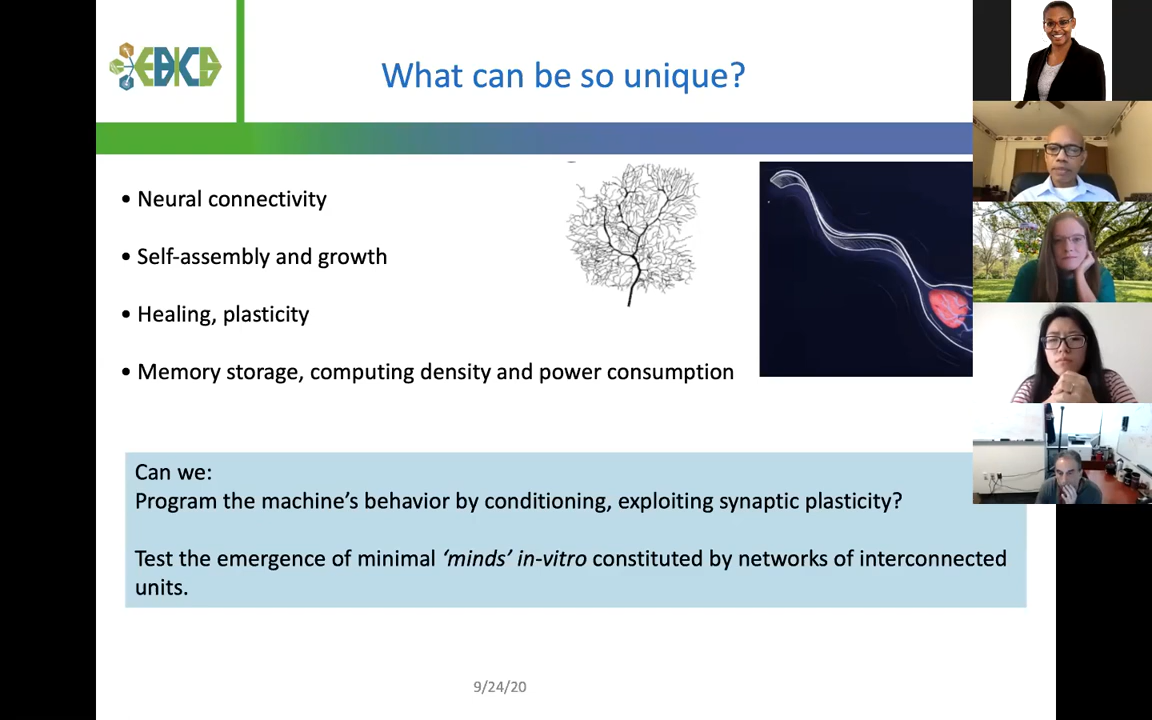 EBICS
What can be so unique?
• Neural connectivity
• Self-assembly and growth
• Healing, plasticity
• Memory storage, computing density and power consumption
Can we:
Program the machine's behavior by conditioning, exploiting synaptic plasticity?
Test the emergence of minimal ‘minds’ in-vitro constituted by networks of interconnected
units.
9/24/20